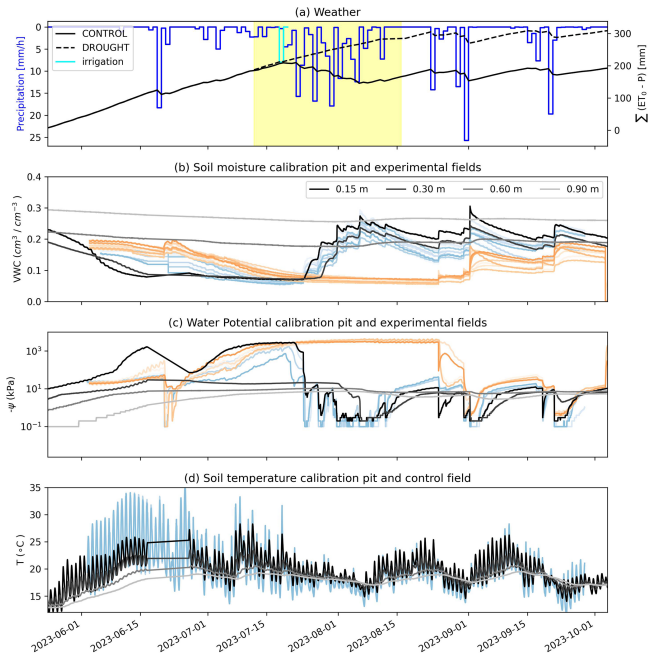 (a) Weather
0
5
10
15
20
25
Precipitation [mm/h]
CONTROL
DROUGHT
irrigation
300
200
100
0
∑ (ET₀ - P) [mm]
(b) Soil moisture calibration pit and experimental fields
0.4
0.3
0.2
0.1
0.0
VWC (cm³ / cm⁻³ )
0.15 m 0.30 m 0.60 m 0.90 m
(c) Water Potential calibration pit and experimental fields
10³
10¹
10⁻¹
-ψ (kPa)
(d) Soil temperature calibration pit and control field
35
30
25
20
15
T (∘C )
2023-06-01 2023-06-15 2023-07-01 2023-07-15 2023-08-01 2023-08-15 2023-09-01 2023-09-15 2023-10-01